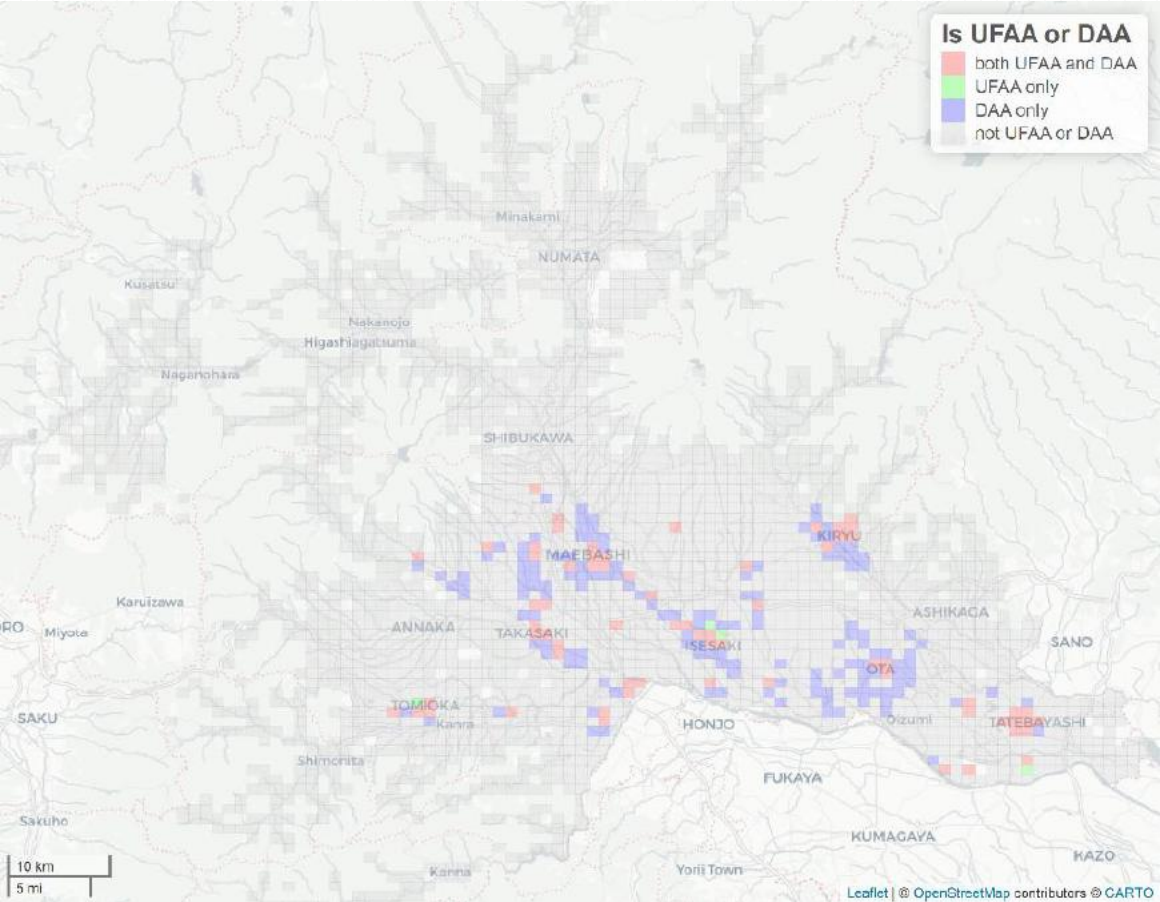 Is UFAA or DAA
both UFAA and DAA
UFAA only
DAA only
not UFAA or DAA
Minakami
NUMATA
Kusatsu
Nakanojo
Higashiagatsuma
Naganohara
SHIBUKAWA
KIRYU
MAEBASHI
Karuizawa
ASHIKAGA
Miyota
ANNAKA
TAKASAKI
ISESAKI
SANO
OTA
TOMIOKA
SAKU
Kanra
HONJO
Oizumi
TATEBAYASHI
Shimonita
FUKAYA
Sakuho
KUMAGAYA
KAZO
10 km
5 mi
Kanna
Yorii Town
Leaflet | © OpenStreetMap contributors © CARTO